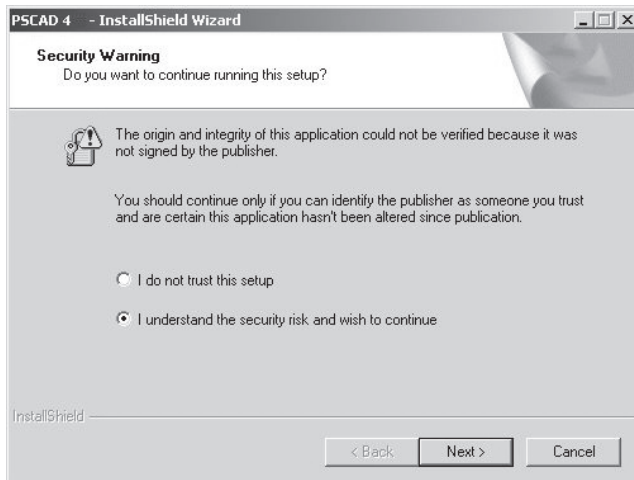 PSCAD 4 - InstallShield Wizard
Security Warning
Do you want to continue running this setup?
The origin and integrity of this application could not be verified because it was
not signed by the publisher.
You should continue only if you can identify the publisher as someone you trust
and are certain this application hasn't been altered since publication.
I do not trust this setup
I understand the security risk and wish to continue
InstallShield
< Back
Next >
Cancel